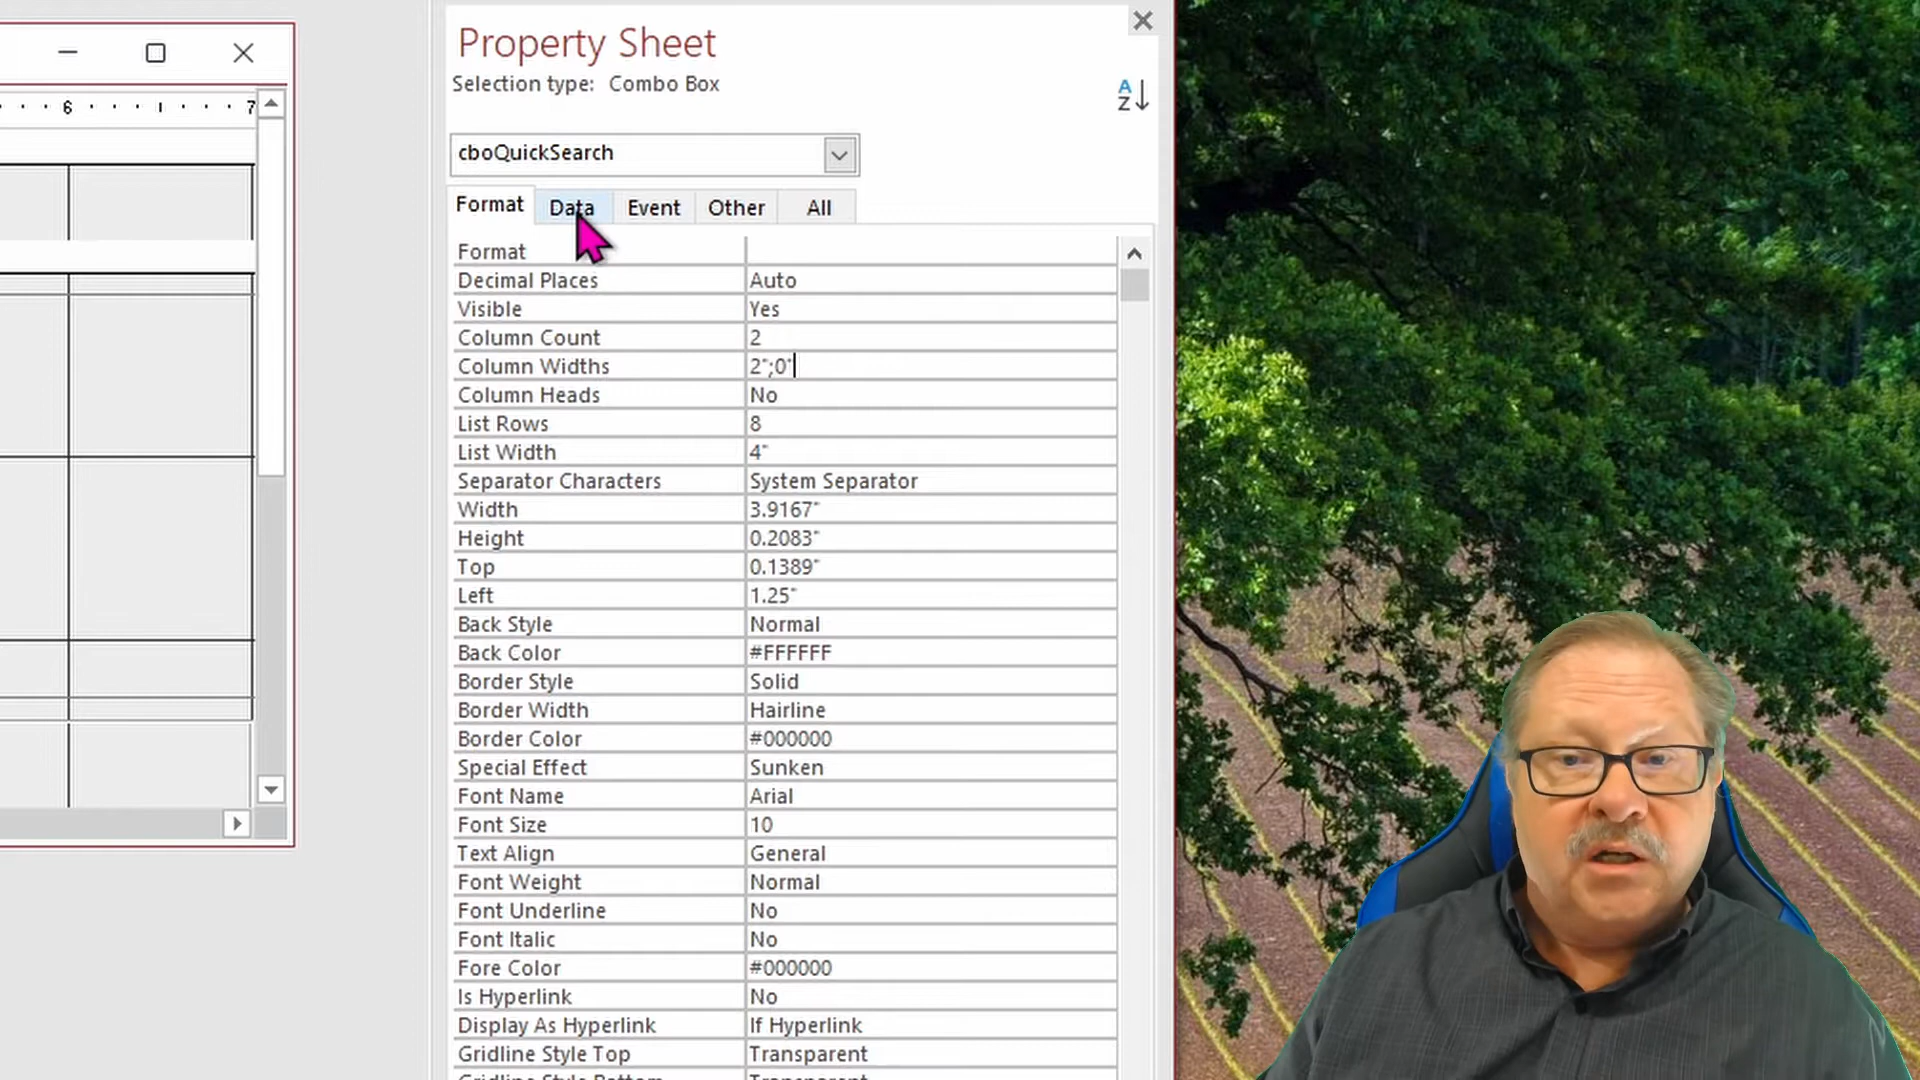 6 7
Property Sheet
Selection type: Combo Box
A
Z
cboQuickSearch
Format Data Event Other All
Format
Decimal Places Auto
Visible Yes
Column Count 2
Column Widths 2";0"
Column Heads No
List Rows 8
List Width 4"
Separator Characters System Separator
Width 3.9167"
Height 0.2083"
Top 0.1389"
Left 1.25"
Back Style Normal
Back Color #FFFFFF
Border Style Solid
Border Width Hairline
Border Color #000000
Special Effect Sunken
Font Name Arial
Font Size 10
Text Align General
Font Weight Normal
Font Underline No
Font Italic No
Fore Color #000000
Is Hyperlink No
Display As Hyperlink If Hyperlink
Gridline Style Top Transparent
Gridline Style Bottom Transparent